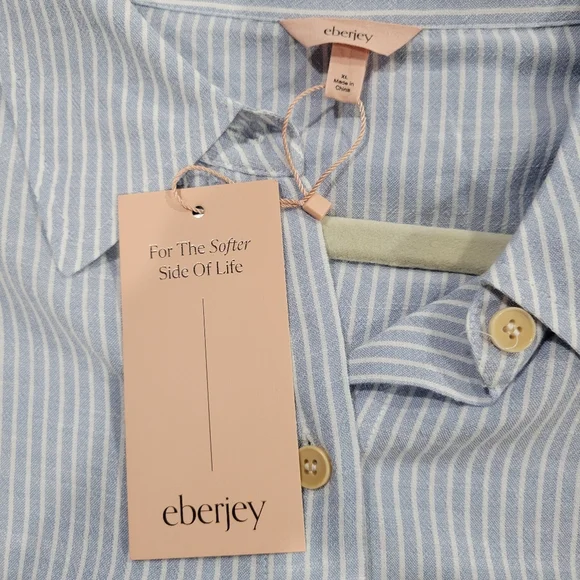 eberjey
XL
Made in
China
For The Softer
Side Of Life
eberjey